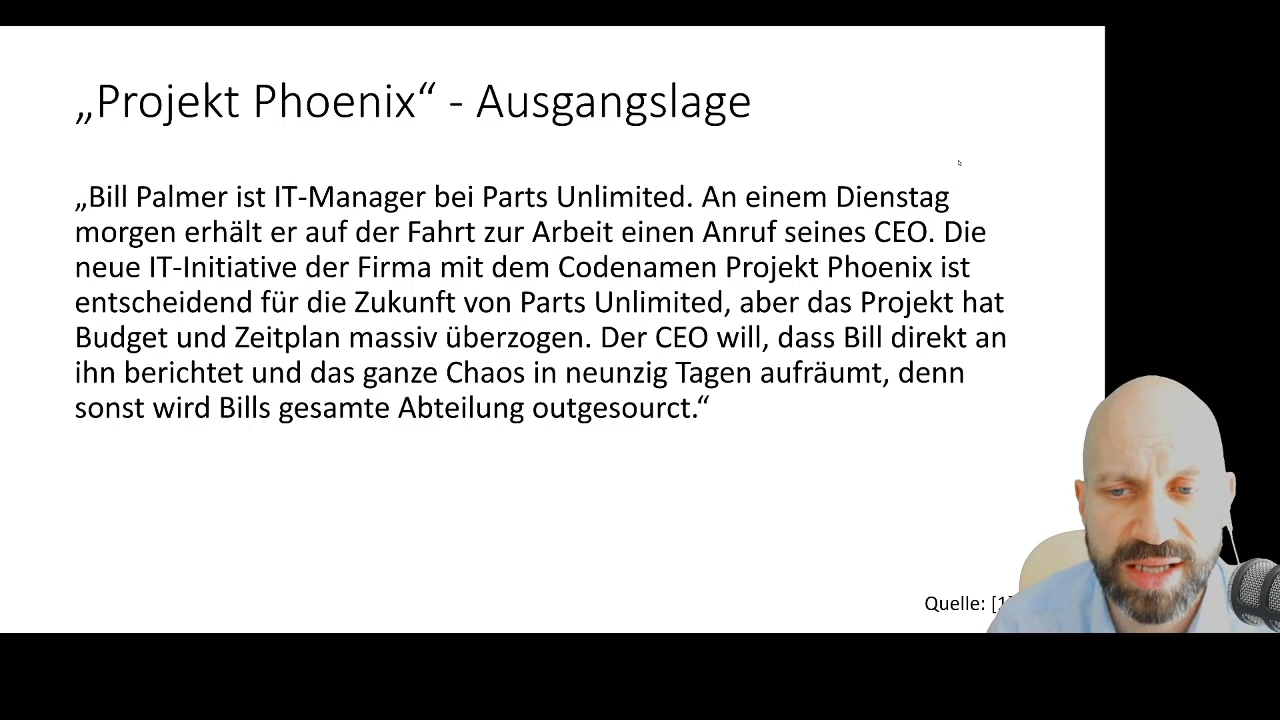 „Projekt Phoenix“ - Ausgangslage
„Bill Palmer ist IT-Manager bei Parts Unlimited. An einem Dienstag
morgen erhält er auf der Fahrt zur Arbeit einen Anruf seines CEO. Die
neue IT-Initiative der Firma mit dem Codenamen Projekt Phoenix ist
entscheidend für die Zukunft von Parts Unlimited, aber das Projekt hat
Budget und Zeitplan massiv überzogen. Der CEO will, dass Bill direkt an
ihn berichtet und das ganze Chaos in neunzig Tagen aufräumt, denn
sonst wird Bills gesamte Abteilung outgesourct.“
Quelle: